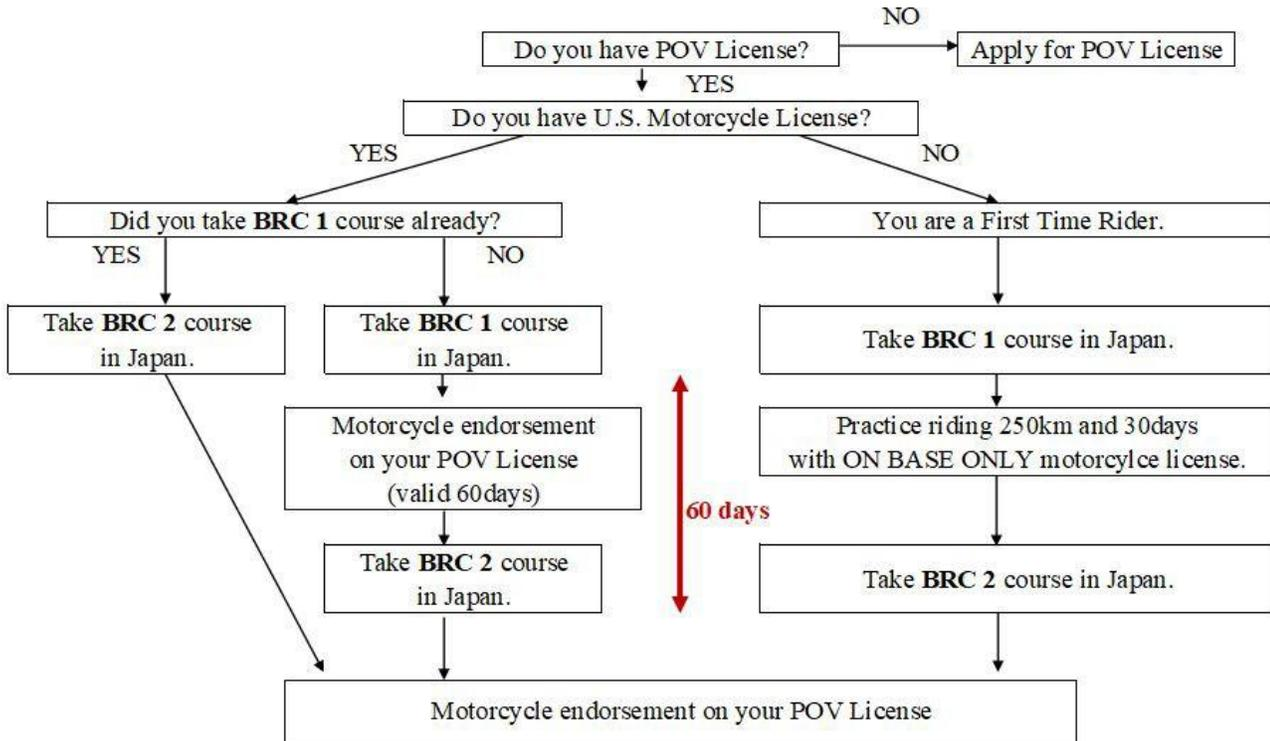 NO
Do you have POV License?
Apply for POV License
YES
Do you have U.S. Motorcycle License?
YES
NO
Did you take BRC 1 course already?
You are a First Time Rider.
YES
NO
Take BRC 2 course
in Japan.
Take BRC 1 course
in Japan.
Take BRC 1 course in Japan.
Motorcycle endorsement
on your POV License
(valid 60days)
Practice riding 250km and 30days
with ON BASE ONLY motorcylce license.
60 days
Take BRC 2 course
in Japan.
Take BRC 2 course in Japan.
Motorcycle endorsement on your POV License